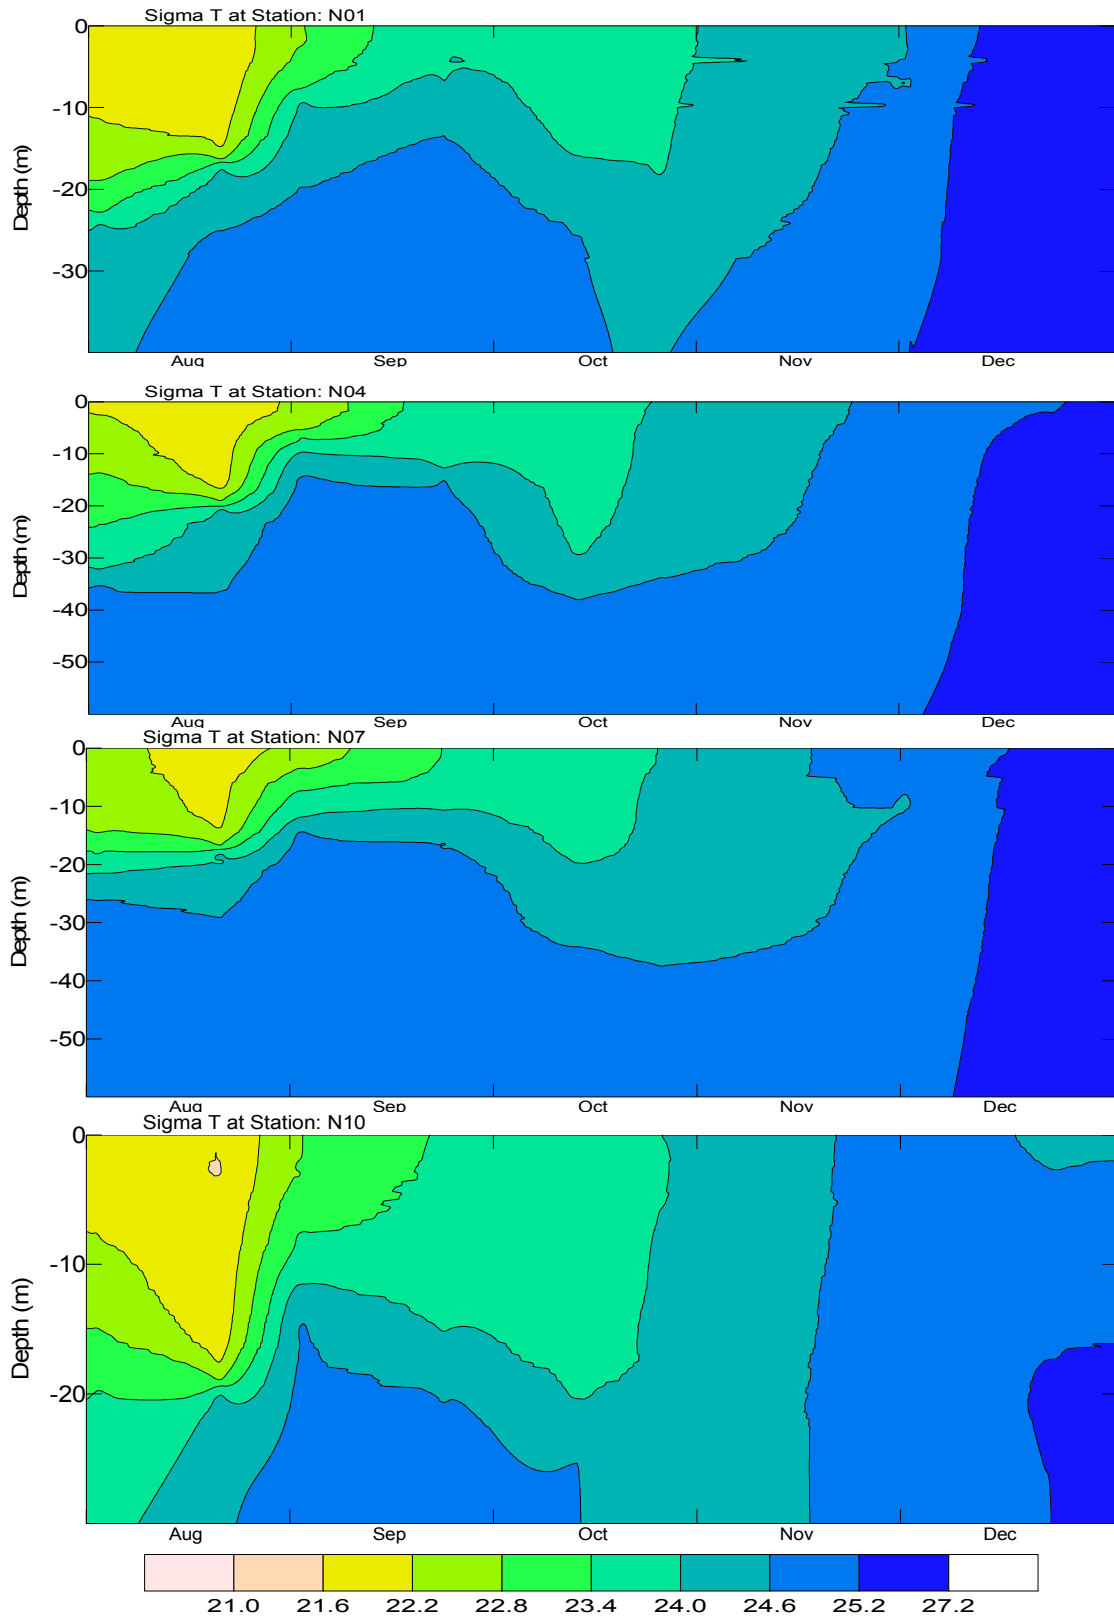 Sigma T at Station: N01
0
-10
-20
-30
Depth (m)
Aug Sep Oct Nov Dec
Sigma T at Station: N04
0
-10
-20
-30
-40
-50
Depth (m)
Aug Sep Oct Nov Dec
Sigma T at Station: N07
0
-10
-20
-30
-40
-50
Depth (m)
Aug Sep Oct Nov Dec
Sigma T at Station: N10
0
-10
-20
Depth (m)
Aug Sep Oct Nov Dec
21.0 21.6 22.2 22.8 23.4 24.0 24.6 25.2 27.2